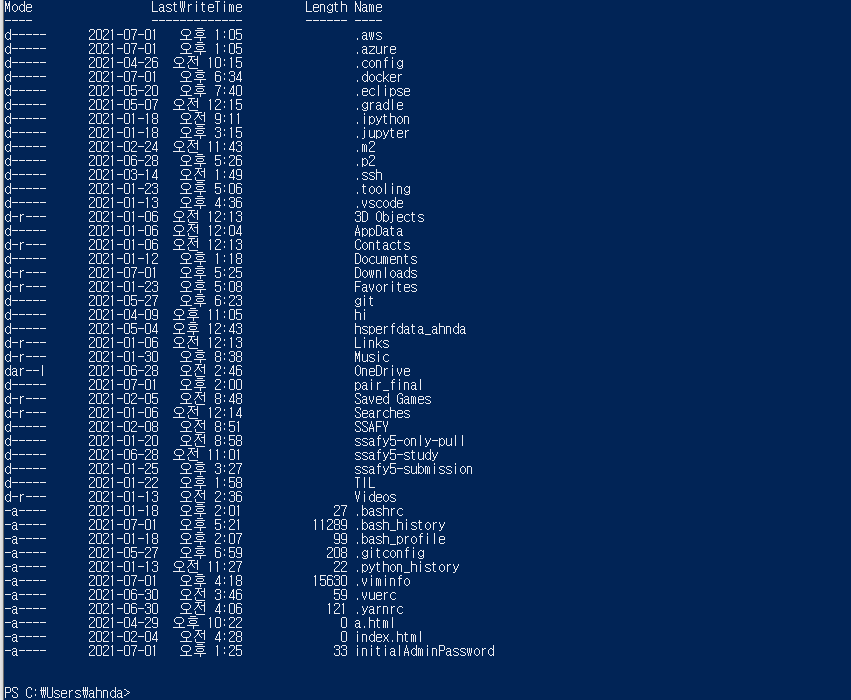 Mode                 LastWriteTime         Length Name
----                 -------------         ------ ----
d-----      2021-07-01   오후 1:05                .aws
d-----      2021-07-01   오후 1:05                .azure
d-----      2021-04-26  오전 10:15                .config
d-----      2021-07-01   오후 6:34                .docker
d-----      2021-05-20   오후 7:40                .eclipse
d-----      2021-05-07  오전 12:15                .gradle
d-----      2021-01-18   오전 9:11                .ipython
d-----      2021-01-18   오후 3:15                .jupyter
d-----      2021-02-24  오전 11:43                .m2
d-----      2021-06-28   오후 5:26                .p2
d-----      2021-03-14   오전 1:49                .ssh
d-----      2021-01-23   오후 5:06                .tooling
d-----      2021-01-13   오후 4:36                .vscode
d-r---      2021-01-06  오전 12:13                3D Objects
d-----      2021-01-06  오전 12:04                AppData
d-r---      2021-01-06  오전 12:13                Contacts
d-----      2021-01-12   오후 1:18                Documents
d-r---      2021-07-01   오후 5:25                Downloads
d-r---      2021-01-23   오후 5:08                Favorites
d-----      2021-05-27   오후 6:23                git
d-----      2021-04-09  오후 11:05                hi
d-----      2021-05-04  오후 12:43                hsperfdata_ahnda
d-r---      2021-01-06  오전 12:13                Links
d-r---      2021-01-30   오후 8:38                Music
dar--l      2021-06-28   오전 2:46                OneDrive
d-----      2021-07-01   오후 2:00                pair_final
d-r---      2021-02-05   오전 8:48                Saved Games
d-r---      2021-01-06  오전 12:14                Searches
d-----      2021-02-08   오전 8:51                SSAFY
d-----      2021-01-20   오전 8:58                ssafy5-only-pull
d-----      2021-06-28  오전 11:01                ssafy5-study
d-----      2021-01-25   오후 3:27                ssafy5-submission
d-----      2021-01-22   오후 1:58                TIL
d-r---      2021-01-13   오전 2:36                Videos
-a----      2021-01-18   오후 2:01             27 .bashrc
-a----      2021-07-01   오후 5:21          11289 .bash_history
-a----      2021-01-18   오후 2:07             99 .bash_profile
-a----      2021-05-27   오후 6:59            208 .gitconfig
-a----      2021-01-13  오전 11:27             22 .python_history
-a----      2021-07-01   오후 4:18          15630 .viminfo
-a----      2021-06-30   오전 3:46             59 .vuerc
-a----      2021-06-30   오전 4:06            121 .yarnrc
-a----      2021-04-29  오후 10:22              0 a.html
-a----      2021-02-04   오전 4:28              0 index.html
-a----      2021-07-01   오후 1:25             33 initialAdminPassword
PS C:₩Users₩ahnda>